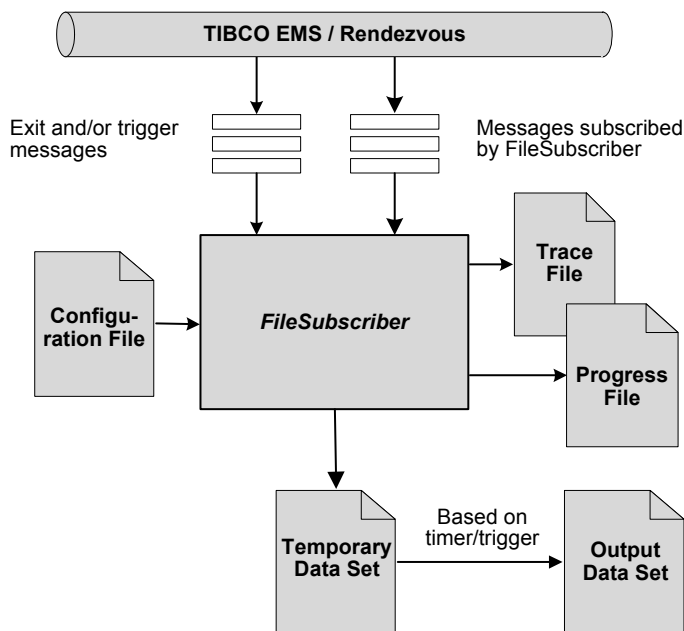 TIBCO EMS / Rendezvous
Exit and/or trigger
messages
Messages subscribed
by FileSubscriber
Trace
File
Configu-
ration File
FileSubscriber
Progress
File
Based on
timer/trigger
Temporary
Data Set
Output
Data Set